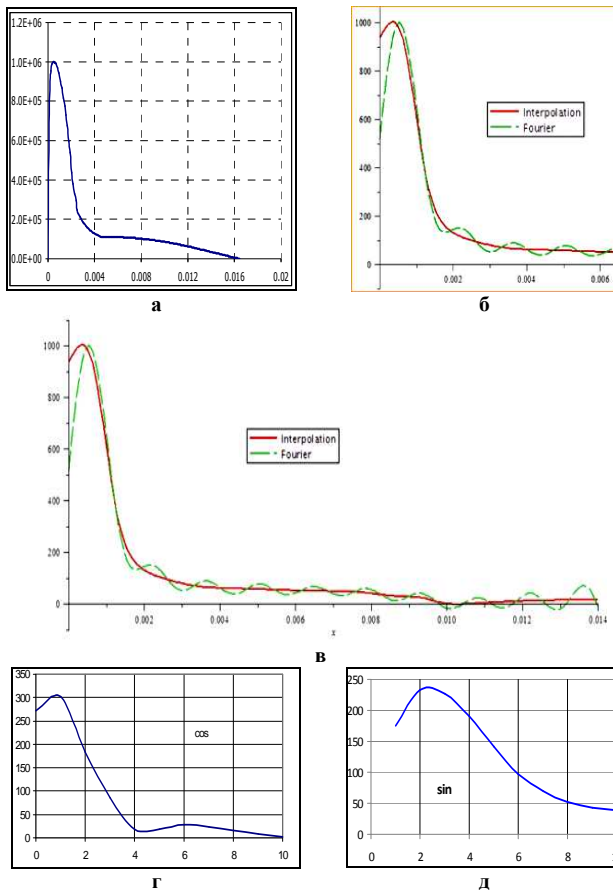 1.2E+06
1.0E+06
8.0E+05
6.0E+05
4.0E+05
2.0E+05
0.0E+00
0 0.004 0.008 0.012 0.016 0.02
а
1000
800
600
400
200
0
Interpolation
Fourier
0.002 0.004 0.006
б
1000
800
600
400
200
0
Interpolation
Fourier
0.002 0.004 0.006 0.008 0.010 0.012 0.014
x
в
350
300
250
200
150
100
50
0
cos
0 2 4 6 8 10
г
250
200
150
100
50
0
sin
0 2 4 6 8
д